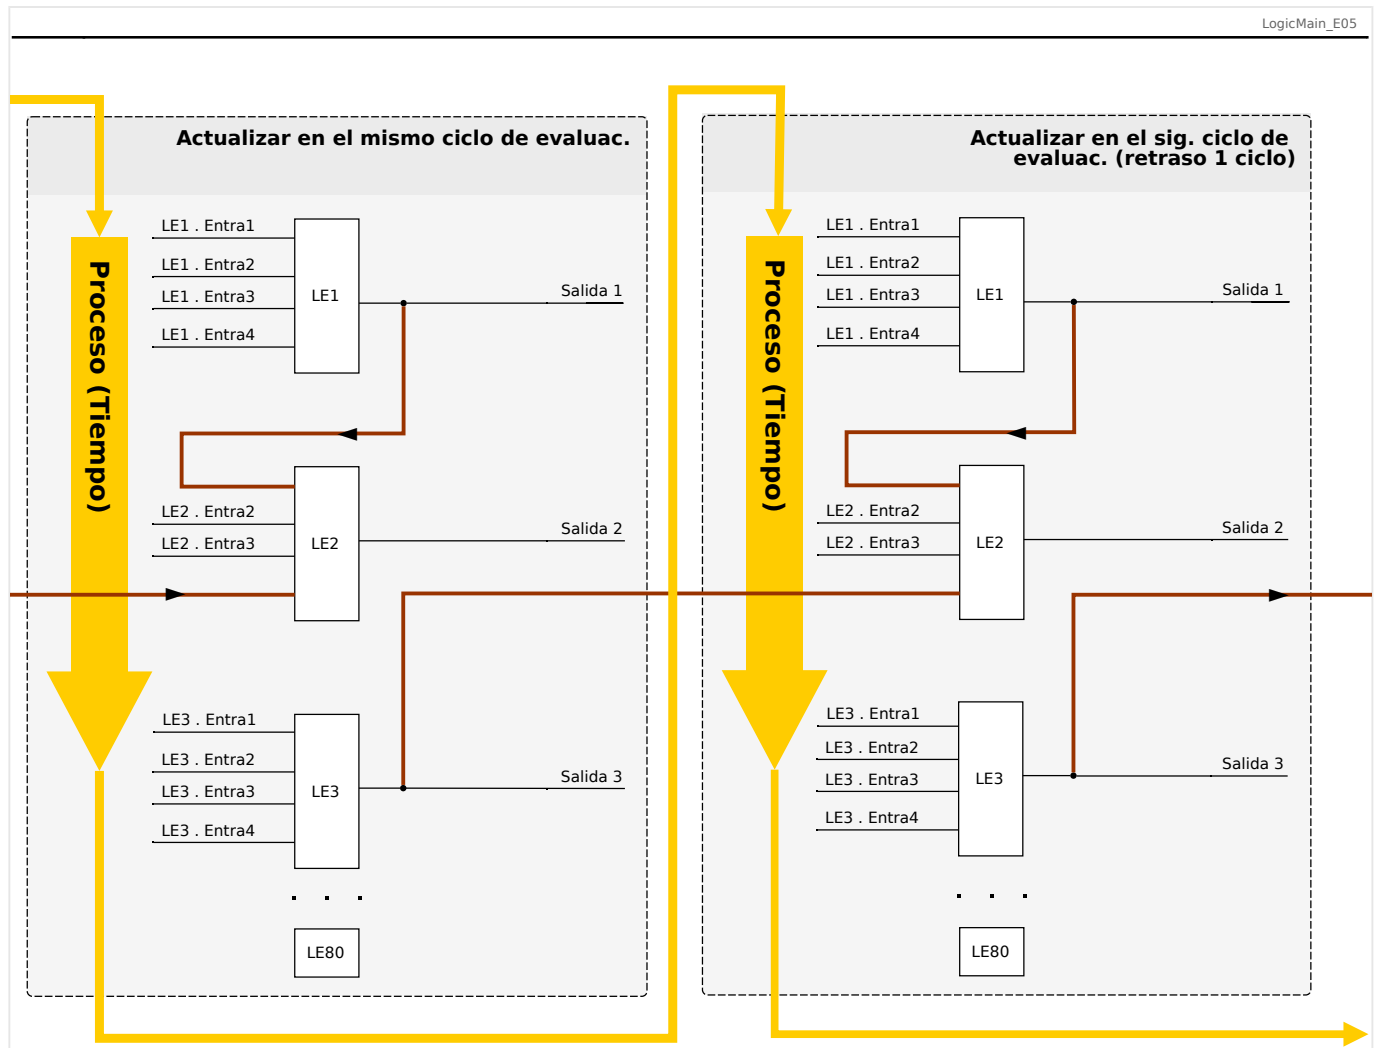 LogicMain_E05
Actualizar en el mismo ciclo de evaluac.
Proceso (Tiempo)
LE1 . Entra1
LE1 . Entra2
LE1 . Entra3
LE1 . Entra4
LE1
Salida 1
LE2 . Entra2
LE2 . Entra3
LE2
Salida 2
LE3 . Entra1
LE3 . Entra2
LE3 . Entra3
LE3 . Entra4
LE3
Salida 3
. . .
LE80
Actualizar en el sig. ciclo de
evaluac. (retraso 1 ciclo)
Proceso (Tiempo)
LE1 . Entra1
LE1 . Entra2
LE1 . Entra3
LE1 . Entra4
LE1
Salida 1
LE2 . Entra2
LE2 . Entra3
LE2
Salida 2
LE3 . Entra1
LE3 . Entra2
LE3 . Entra3
LE3 . Entra4
LE3
Salida 3
. . .
LE80